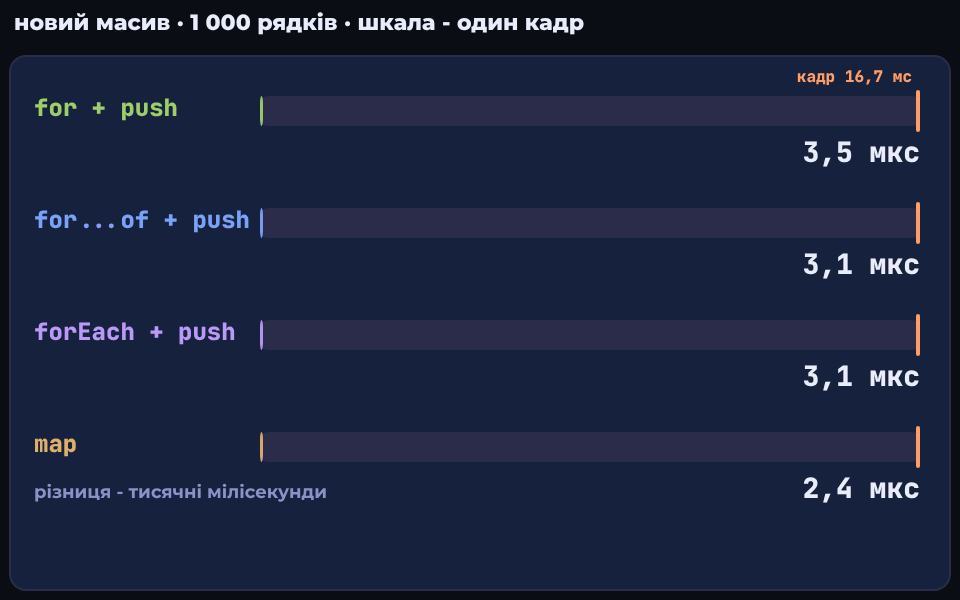 новий масив · 1 000 рядків · шкала - один кадр
кадр 16,7 мс
for + push
3,5 мкс
for...of + push
3,1 мкс
forEach + push
3,1 мкс
map
2,4 мкс
різниця - тисячні мілісекунди